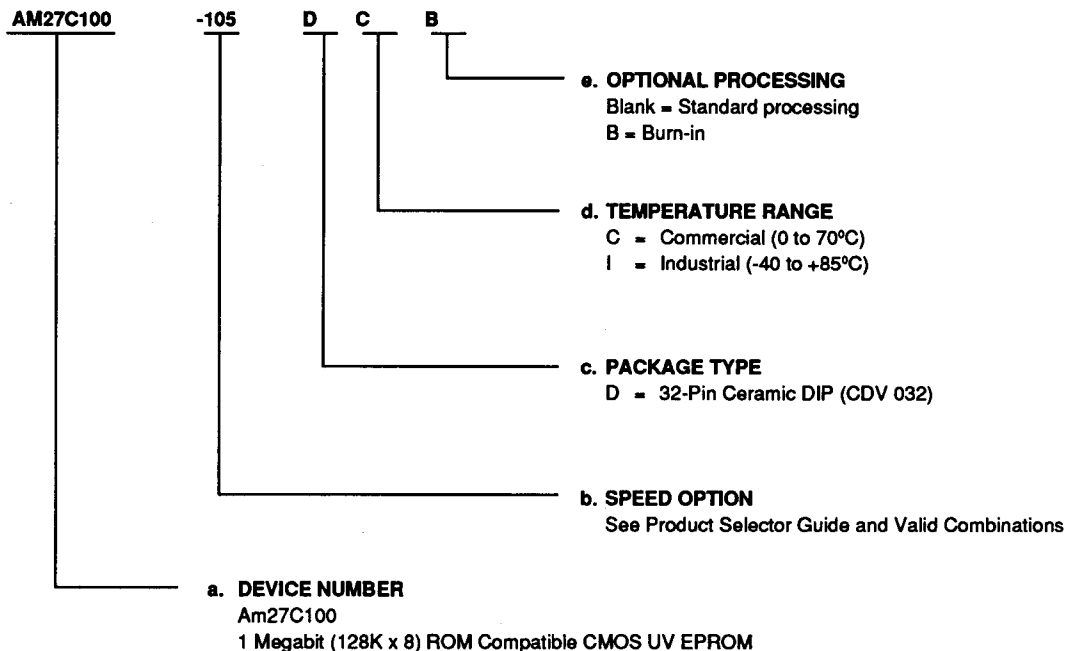 AM27C100 -105 D C B
e. OPTIONAL PROCESSING
Blank = Standard processing
B = Burn-in
d. TEMPERATURE RANGE
C = Commercial (0 to 70ºC)
I = Industrial (-40 to +85ºC)
c. PACKAGE TYPE
D = 32-Pin Ceramic DIP (CDV 032)
b. SPEED OPTION
See Product Selector Guide and Valid Combinations
a. DEVICE NUMBER
Am27C100
1 Megabit (128K x 8) ROM Compatible CMOS UV EPROM